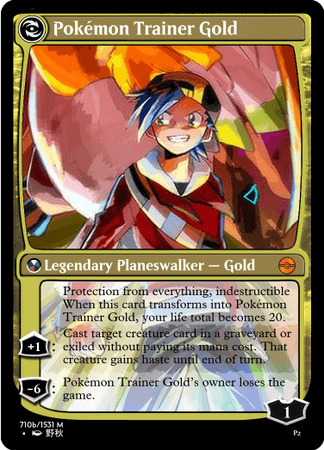 Pokémon Trainer Gold
Legendary Planeswalker — Gold
Protection from everything, indestructible
When this card transforms into Pokémon
Trainer Gold, your life total becomes 20.
+1: Cast target creature card in a graveyard or
exiled without paying its mana cost. That
creature gains haste until end of turn.
-6: Pokémon Trainer Gold's owner loses the
game.
1
710b/1531 M
• 野秋
P2